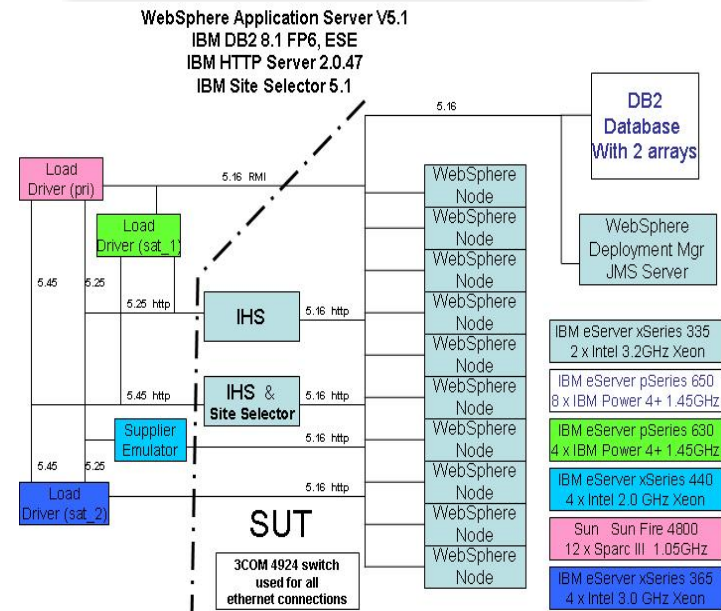 WebSphere Application Server V5.1
IBM DB2 8.1 FP6, ESE
IBM HTTP Server 2.0.47
IBM Site Selector 5.1
5.16
DB2
Database
With 2 arrays
Load
Driver (pri)
5.16 RMI
WebSphere
Node
WebSphere
Node
WebSphere
Node
WebSphere
Node
WebSphere
Node
WebSphere
Node
WebSphere
Node
WebSphere
Node
WebSphere
Node
WebSphere
Node
Load
Driver (sat_1)
WebSphere
Deployment Mgr
JMS Server
5.45
5.25
5.25 http
IHS
5.16 http
5.45 http
IHS &
Site Selector
5.16 http
Supplier
Emulator
5.16 http
5.45
5.25
Load
Driver (sat_2)
5.16 http
SUT
3COM 4924 switch
used for all
ethernet connections
IBM eServer xSeries 335
2 x Intel 3.2GHz Xeon
IBM eServer pSeries 650
8 x IBM Power 4+ 1.45GHz
IBM eServer pSeries 630
4 x IBM Power 4+ 1.45GHz
IBM eServer xSeries 440
4 x Intel 2.0 GHz Xeon
Sun Sun Fire 4800
12 x Sparc III 1.05GHz
IBM eServer xSeries 365
4 x Intel 3.0 GHz Xeon